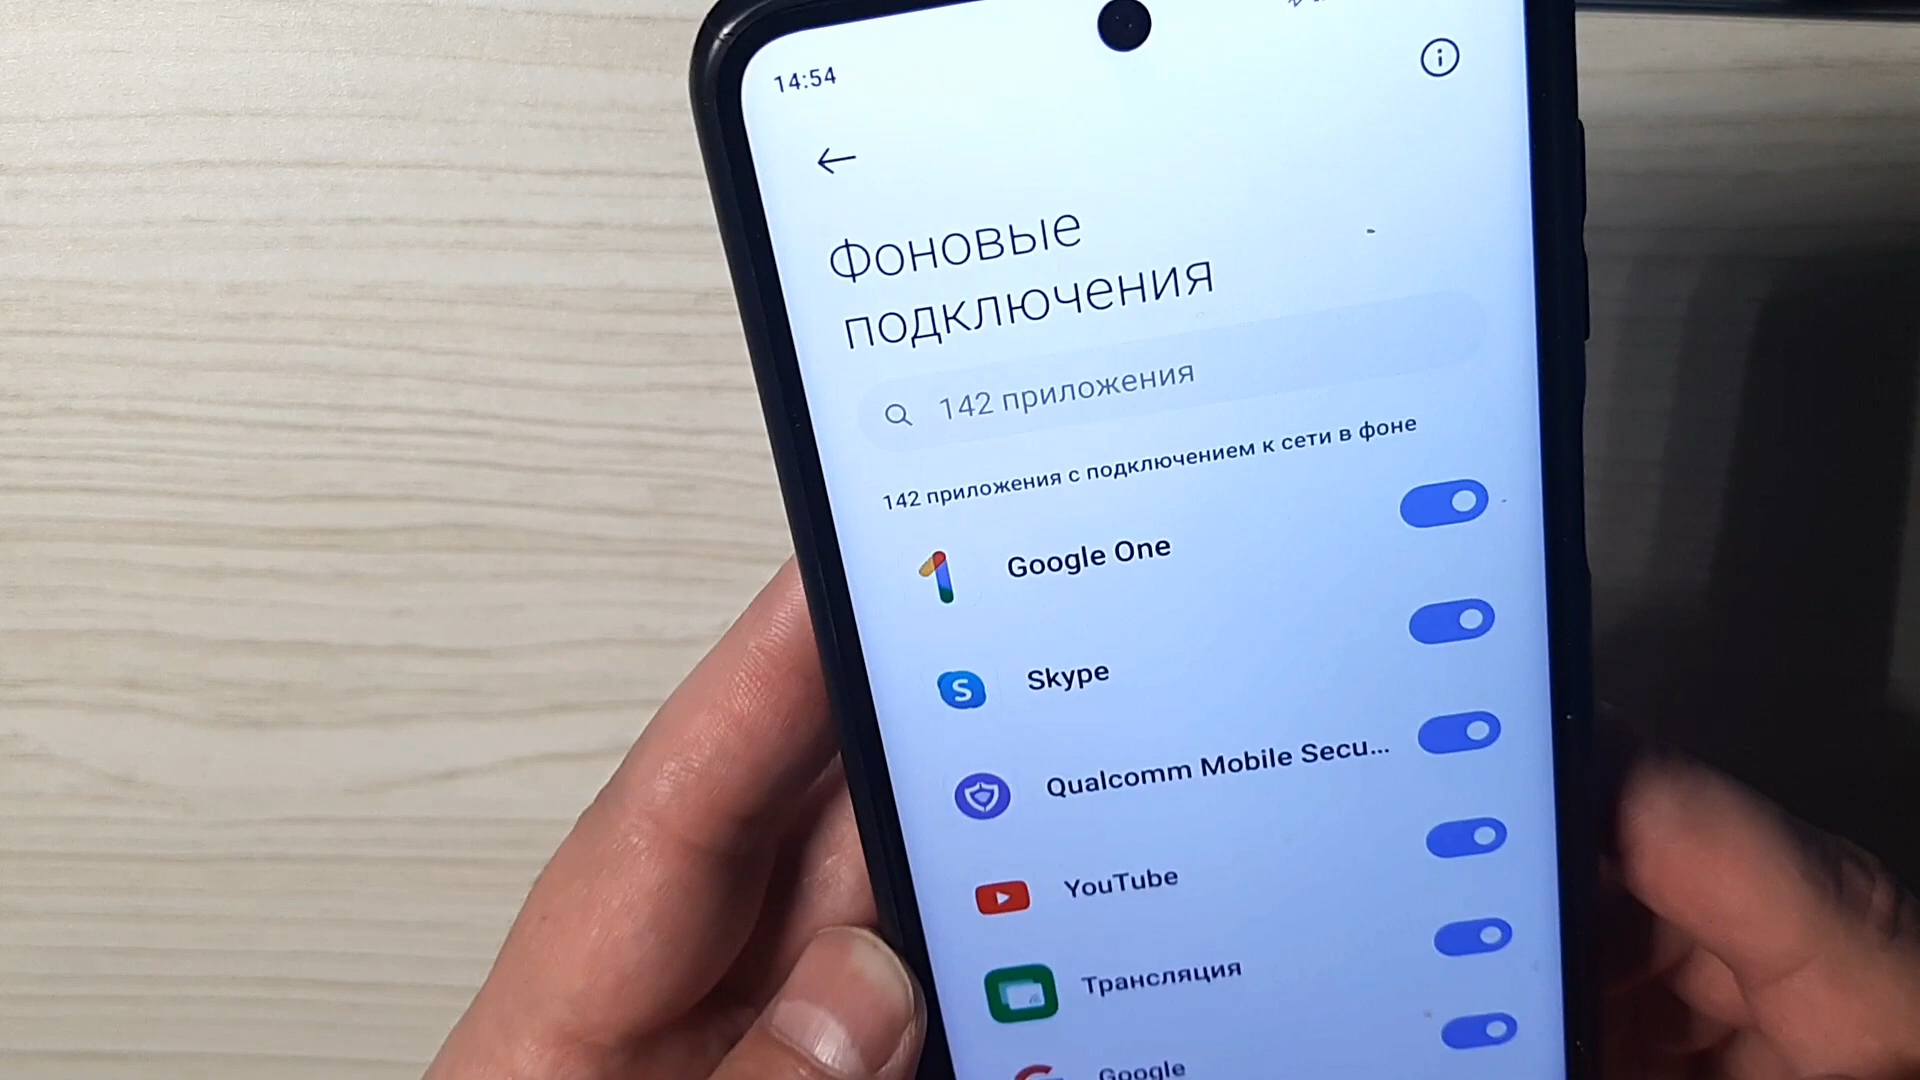 14:54
Фоновые
подключения
142 приложения
142 приложения с подключением к сети в фоне
Google One
Skype
Qualcomm Mobile Secu...
YouTube
Трансляция
Google